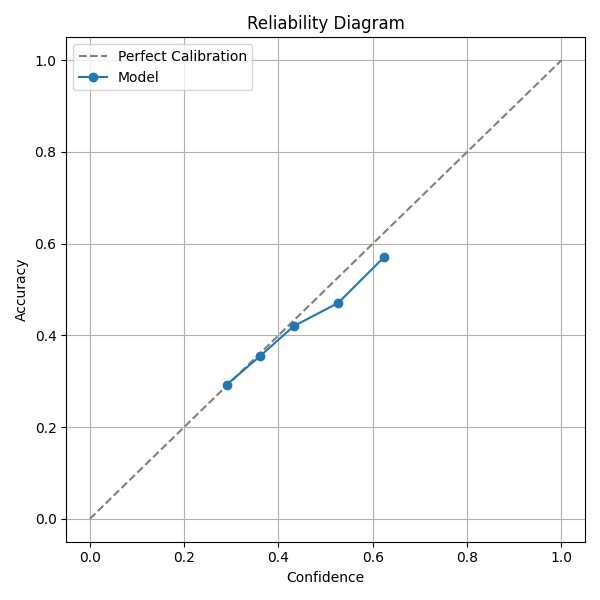 Reliability Diagram
Perfect Calibration
Model
Accuracy
1.0
0.8
0.6
0.4
0.2
0.0
0.0 0.2 0.4 0.6 0.8 1.0
Confidence